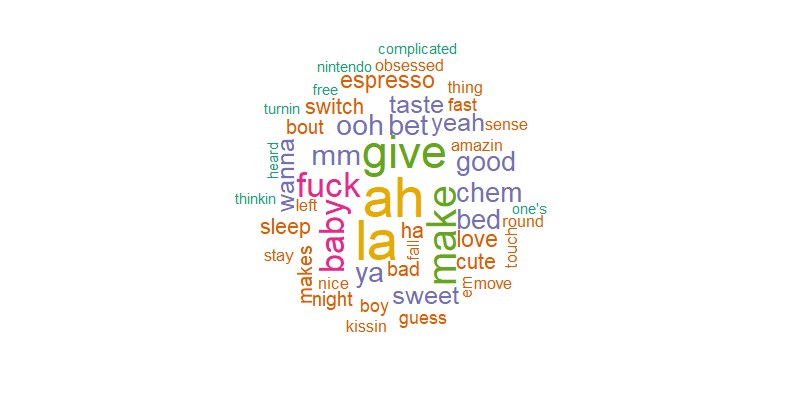 complicated
nintendo
obsessed
free
espresso
thing
turnin
switch
taste
fast
bout
ooh
bet
yeah
sense
heard
wanna
mm
give
amazin
good
thinkin
left
fuck
ah
make
chem
one's
sleep
baby
la
ha
fall
bed
round
love
touch
stay
makes
nice
ya
bad
cute
em
move
night
boy
sweet
kissin
guess